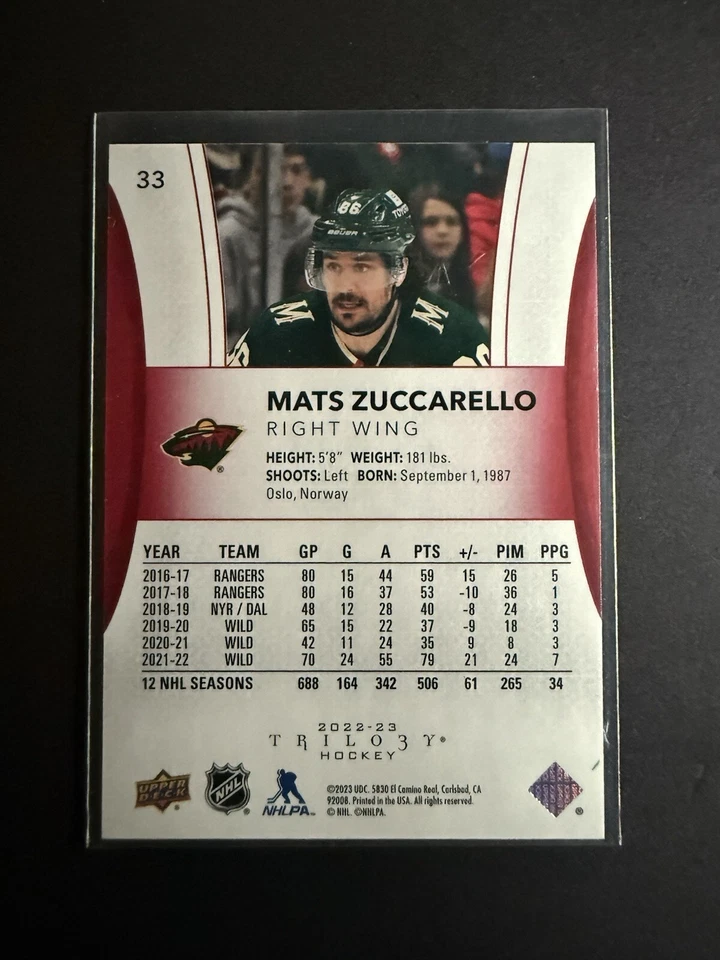 33
86
TOYOTA
BAUER
M M
86
MATS ZUCCARELLO
RIGHT WING
HEIGHT: 5'8" WEIGHT: 181 lbs.
SHOOTS: Left BORN: September 1, 1987
Oslo, Norway
YEAR TEAM GP G A PTS +/- PIM PPG
2016-17 RANGERS 80 15 44 59 15 26 5
2017-18 RANGERS 80 16 37 53 -10 36 1
2018-19 NYR / DAL 48 12 28 40 -8 24 3
2019-20 WILD 65 15 22 37 -9 18 3
2020-21 WILD 42 11 24 35 9 8 3
2021-22 WILD 70 24 55 79 21 24 7
12 NHL SEASONS 688 164 342 506 61 265 34
2022-23
TRILO3Y®
HOCKEY
UPPER DECK ®
NHL ®
NHLPA™
©2023 UDC. 5830 El Camino Real, Carlsbad, CA
92008. Printed in the USA. All rights reserved.
© NHL. ©NHLPA.
®